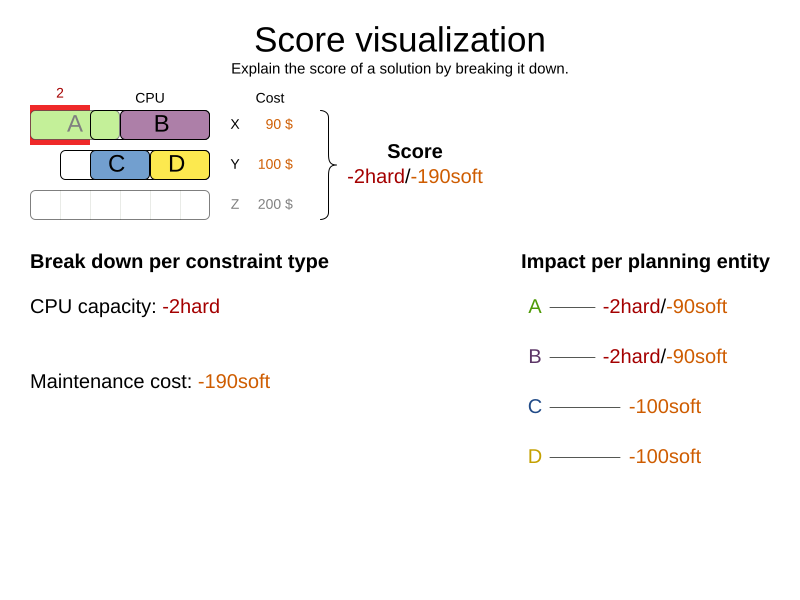 Score visualization
Explain the score of a solution by breaking it down.
2
CPU
Cost
A
B
X
90 $
C
D
Y
100 $
Z
200 $
Score
-2hard/-190soft
Break down per constraint type
CPU capacity: -2hard
Maintenance cost: -190soft
Impact per planning entity
A -2hard/-90soft
B -2hard/-90soft
C -100soft
D -100soft